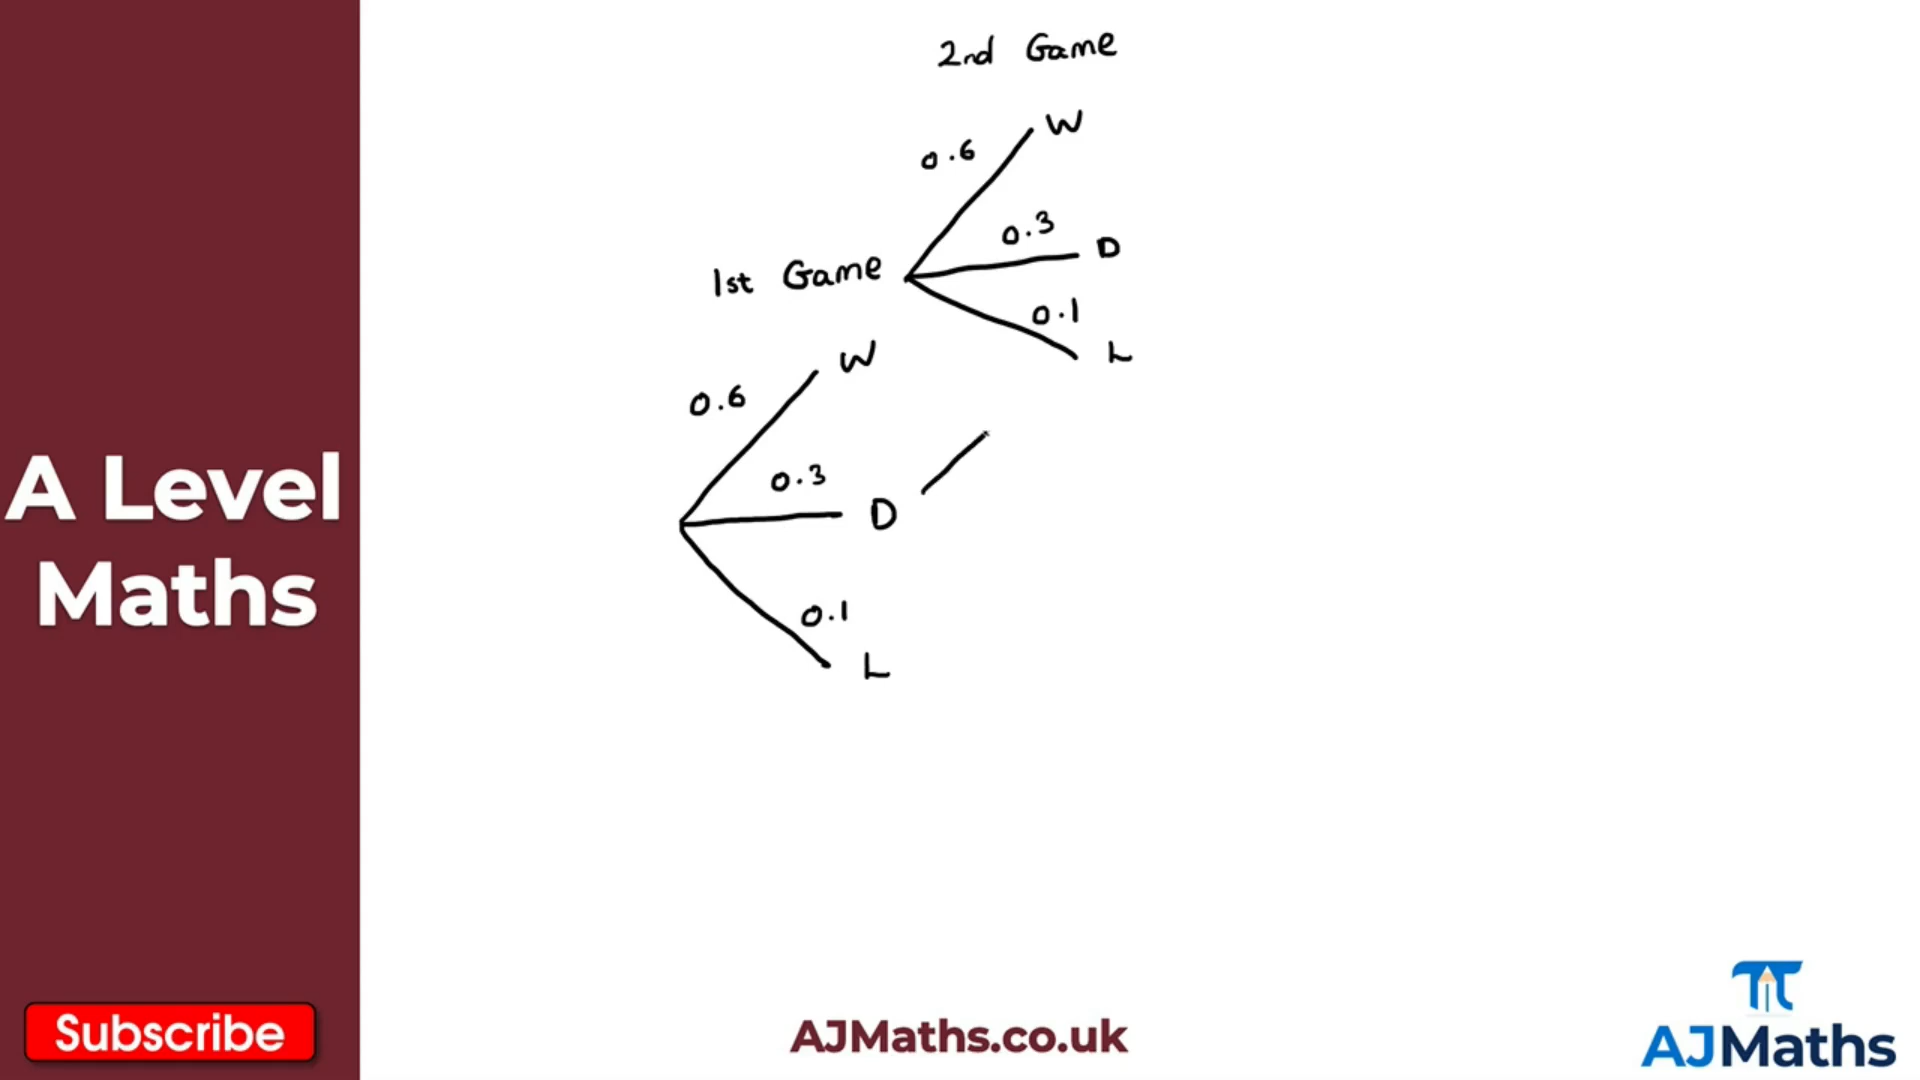 2nd Game
W
0.6
0.3
D
1st Game
0.1
L
W
0.6
0.3
D
0.1
L
A Level
Maths
Subscribe
AJMaths.co.uk
AJMaths